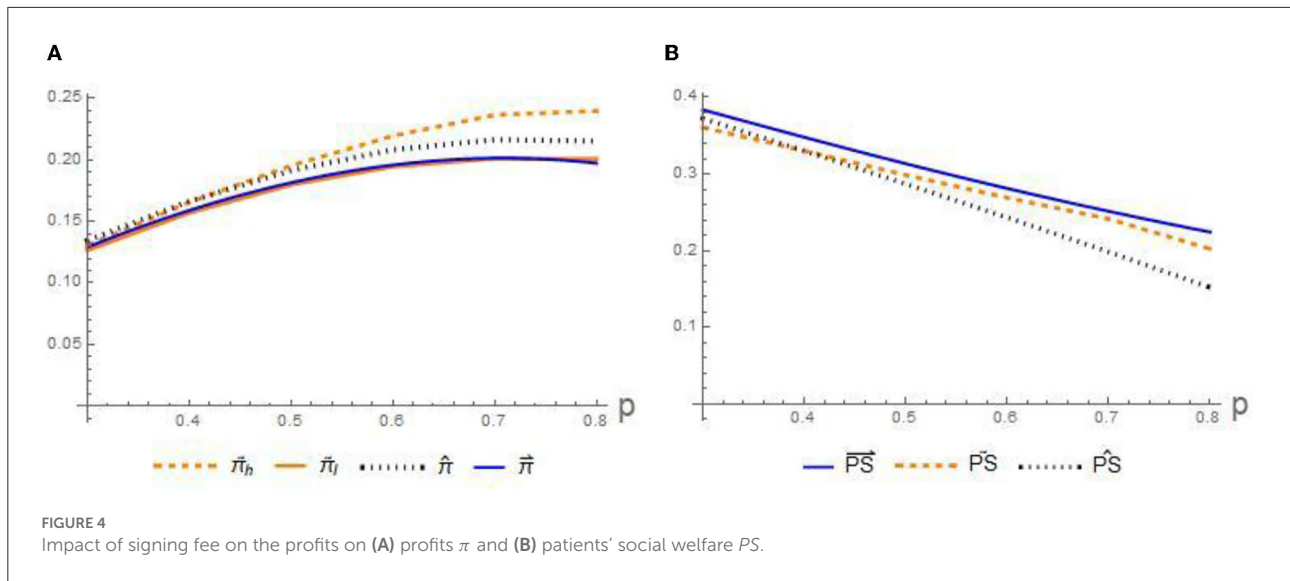 A
0.25
0.20
0.15
0.10
0.05
0.4 0.5 0.6 0.7 0.8 p
π̈h π̈l π̂ π⃗
B
0.4
0.3
0.2
0.1
0.4 0.5 0.6 0.7 0.8 p
PS⃗ PS̈ PŜ
FIGURE 4
Impact of signing fee on the profits on (A) profits π and (B) patients' social welfare PS.